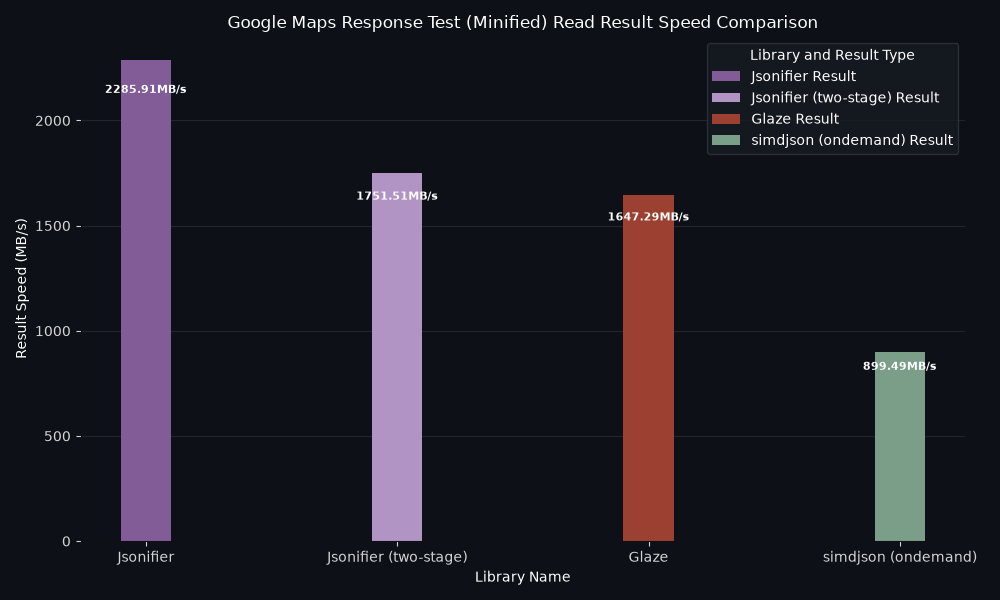 Google Maps Response Test (Minified) Read Result Speed Comparison
Library and Result Type
Jsonifier Result
Jsonifier (two-stage) Result
Glaze Result
simdjson (ondemand) Result
2285.91MB/s
1751.51MB/s
1647.29MB/s
899.49MB/s
Result Speed (MB/s)
2000
1500
1000
500
0
Jsonifier
Jsonifier (two-stage)
Glaze
simdjson (ondemand)
Library Name